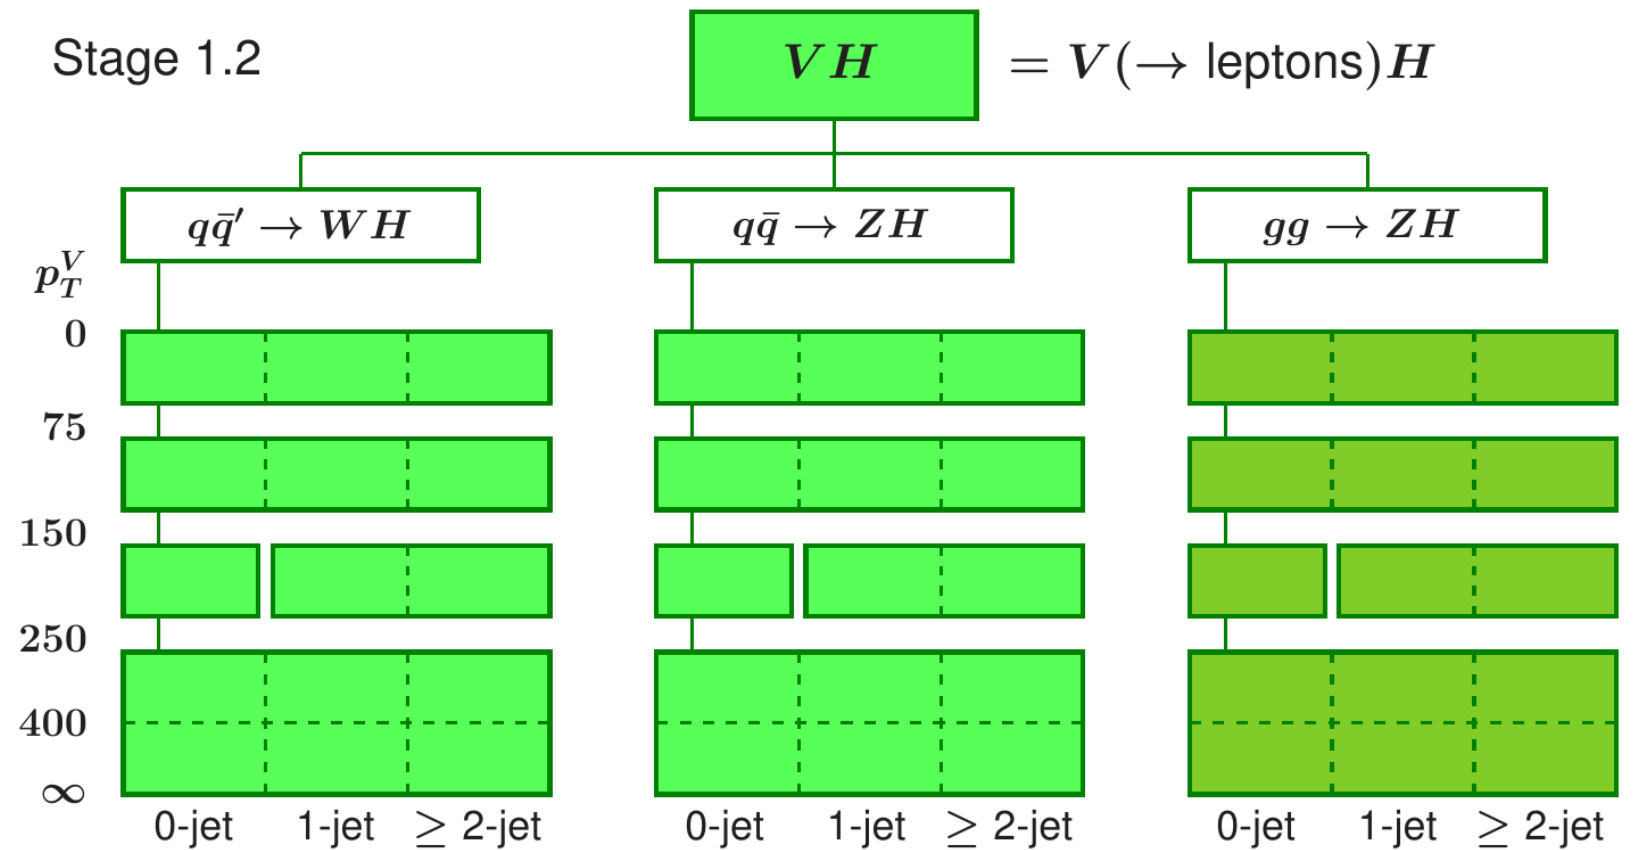 Stage 1.2
VH = V(→ leptons)H
qq̄′ → WH
qq̄ → ZH
gg → ZH
p_T^V
0
75
150
250
400
∞
0-jet 1-jet ≥ 2-jet
0-jet 1-jet ≥ 2-jet
0-jet 1-jet ≥ 2-jet